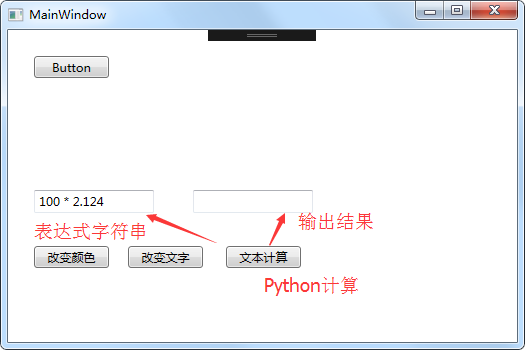 MainWindow
Button
100 * 2.124
输出结果
表达式字符串
改变颜色 改变文字 文本计算
Python计算